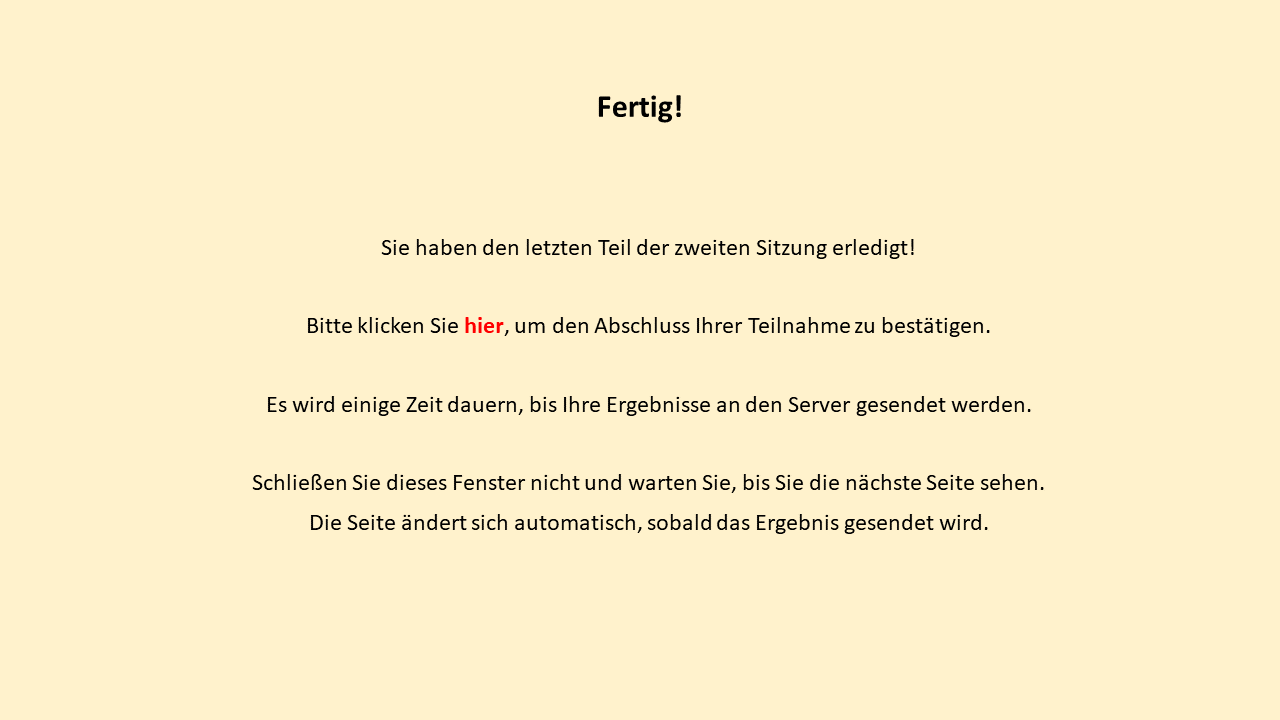 Fertig!
Sie haben den letzten Teil der zweiten Sitzung erledigt!
Bitte klicken Sie hier, um den Abschluss Ihrer Teilnahme zu bestätigen.
Es wird einige Zeit dauern, bis Ihre Ergebnisse an den Server gesendet werden.
Schließen Sie dieses Fenster nicht und warten Sie, bis Sie die nächste Seite sehen.
Die Seite ändert sich automatisch, sobald das Ergebnis gesendet wird.